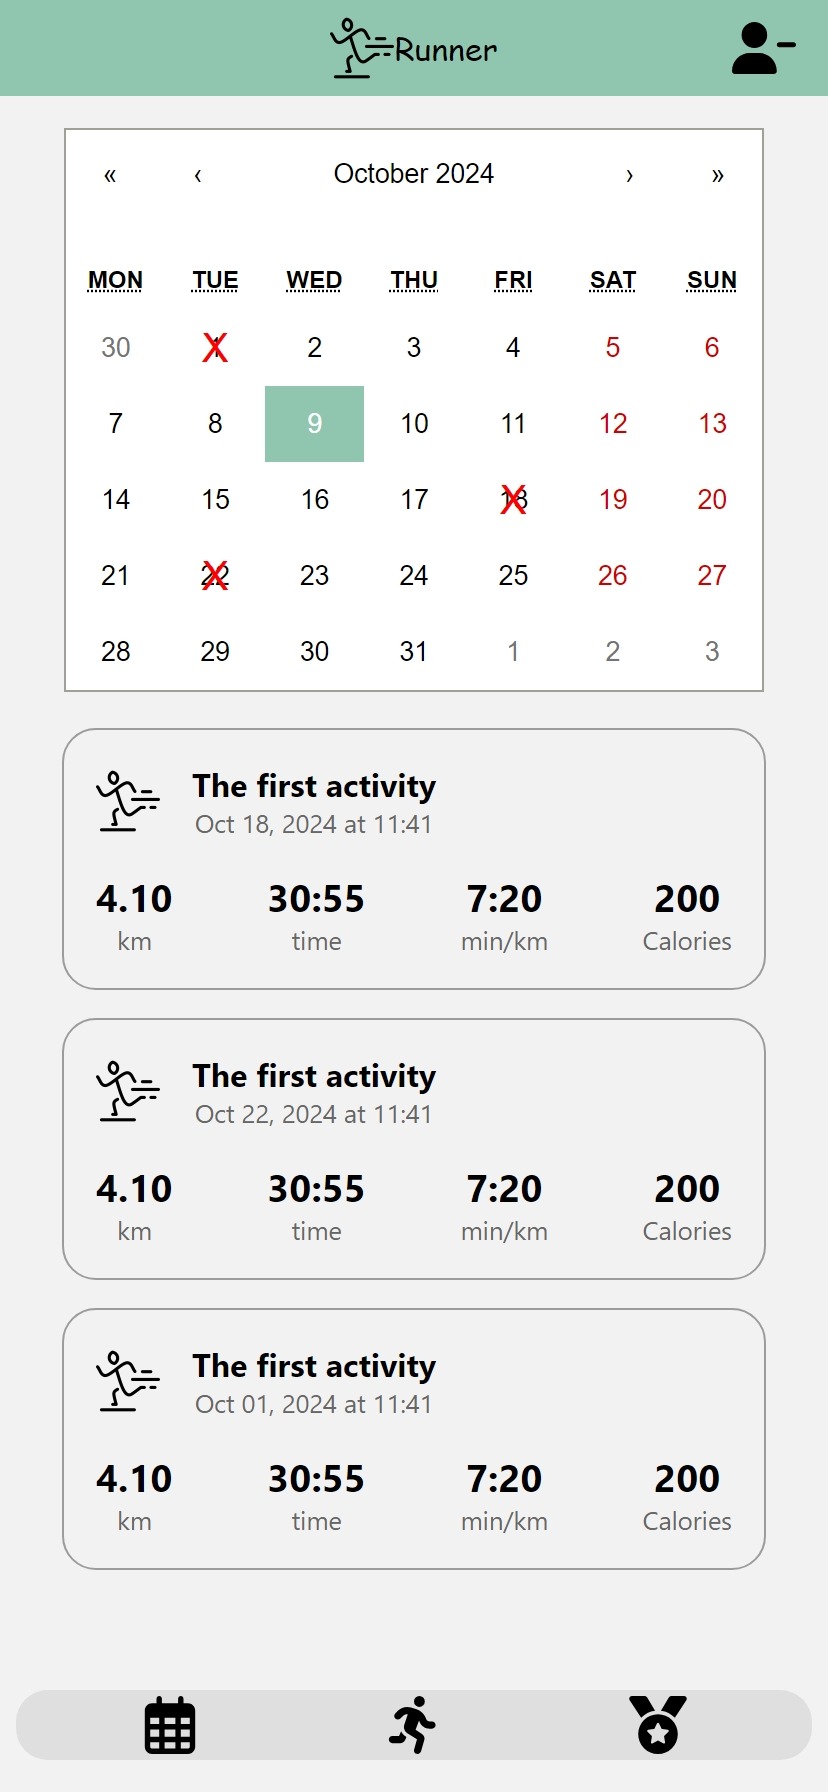 Runner
« ‹ October 2024 › »
MON TUE WED THU FRI SAT SUN
30 1 2 3 4 5 6
7 8 9 10 11 12 13
14 15 16 17 18 19 20
21 22 23 24 25 26 27
28 29 30 31 1 2 3
The first activity
Oct 18, 2024 at 11:41
4.10 30:55 7:20 200
km time min/km Calories
The first activity
Oct 22, 2024 at 11:41
4.10 30:55 7:20 200
km time min/km Calories
The first activity
Oct 01, 2024 at 11:41
4.10 30:55 7:20 200
km time min/km Calories